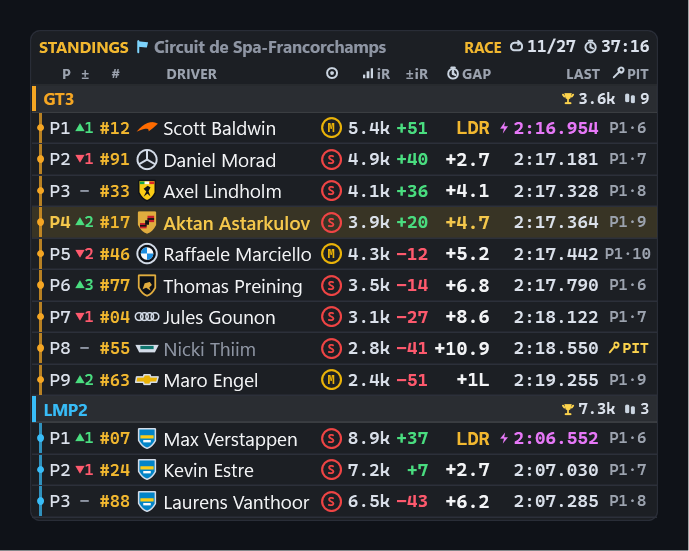 STANDINGS Circuit de Spa-Francorchamps RACE 11/27 37:16
P ± # DRIVER iR ±iR GAP LAST PIT
GT3 3.6k 9
P1 ▲1 #12 Scott Baldwin M 5.4k +51 LDR 2:16.954 P1·6
P2 ▼1 #91 Daniel Morad S 4.9k +40 +2.7 2:17.181 P1·7
P3 – #33 Axel Lindholm S 4.1k +36 +4.1 2:17.328 P1·8
P4 ▲2 #17 Aktan Astarkulov S 3.9k +20 +4.7 2:17.364 P1·9
P5 ▼2 #46 Raffaele Marciello M 4.3k −12 +5.2 2:17.442 P1·10
P6 ▲3 #77 Thomas Preining S 3.5k −14 +6.8 2:17.790 P1·6
P7 ▼1 #04 Jules Gounon S 3.1k −27 +8.6 2:18.122 P1·7
P8 – #55 Nicki Thiim S 2.8k −41 +10.9 2:18.550 PIT
P9 ▲2 #63 Maro Engel M 2.4k −51 +1L 2:19.255 P1·9
LMP2 7.3k 3
P1 ▲1 #07 Max Verstappen S 8.9k +37 LDR 2:06.552 P1·6
P2 ▼1 #24 Kevin Estre S 7.2k +7 +2.7 2:07.030 P1·7
P3 – #88 Laurens Vanthoor S 6.5k −43 +6.2 2:07.285 P1·8